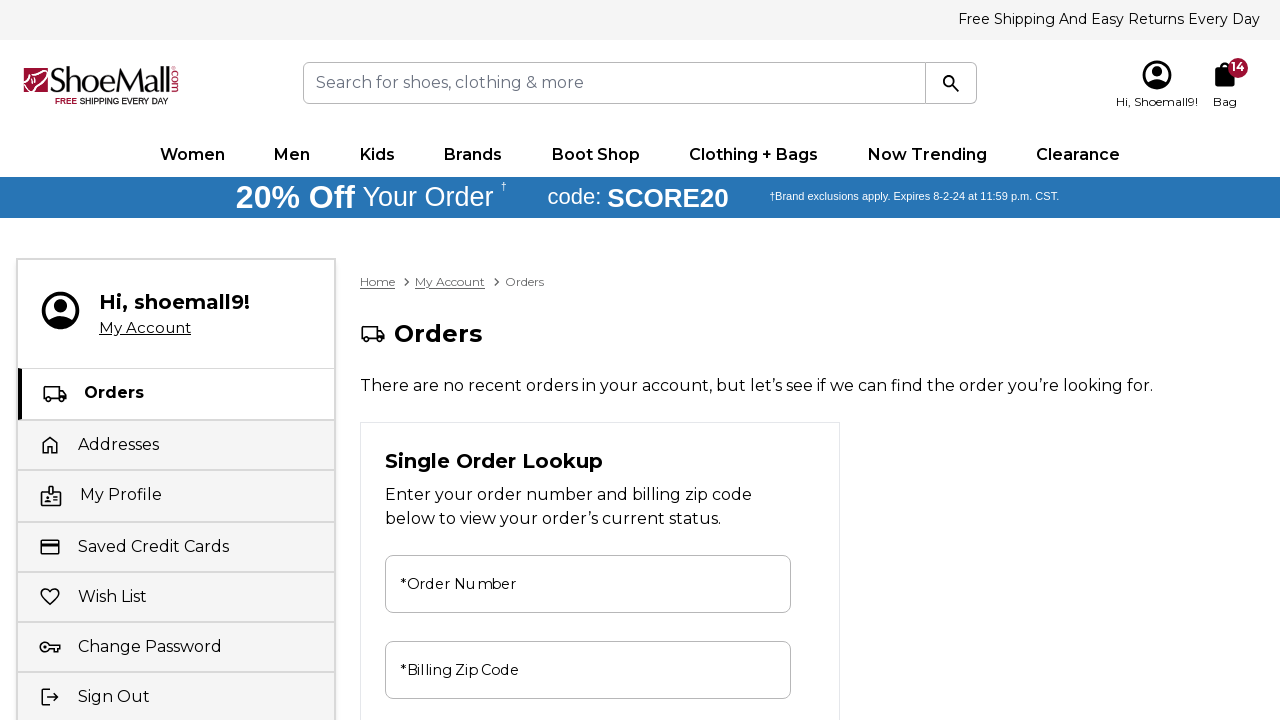 Free Shipping And Easy Returns Every Day
ShoeMall.com
FREE SHIPPING EVERY DAY
Search for shoes, clothing & more
14
Hi, Shoemall9!
Bag
Women
Men
Kids
Brands
Boot Shop
Clothing + Bags
Now Trending
Clearance
20% Off Your Order † code: SCORE20 †Brand exclusions apply. Expires 8-2-24 at 11:59 p.m. CST.
Hi, shoemall9!
My Account
Orders
Addresses
My Profile
Saved Credit Cards
Wish List
Change Password
Sign Out
Home > My Account > Orders
Orders
There are no recent orders in your account, but let’s see if we can find the order you’re looking for.
Single Order Lookup
Enter your order number and billing zip code
below to view your order’s current status.
*Order Number
*Billing Zip Code